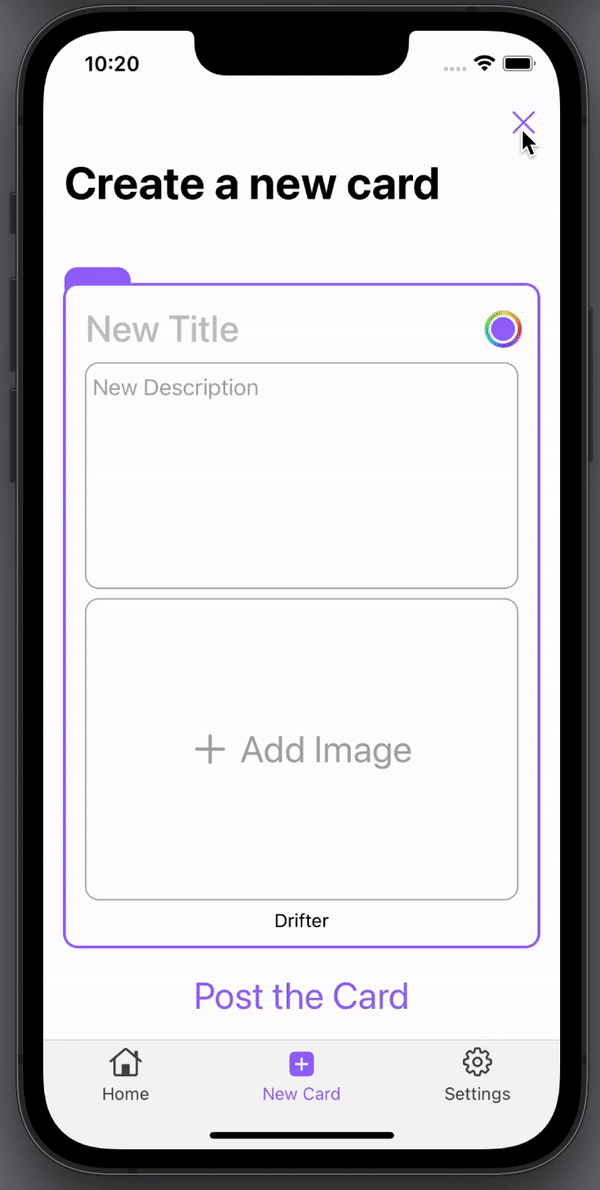 10:20
Create a new card
New Title
New Description
Add Image
Drifter
Post the Card
Home
New Card
Settings